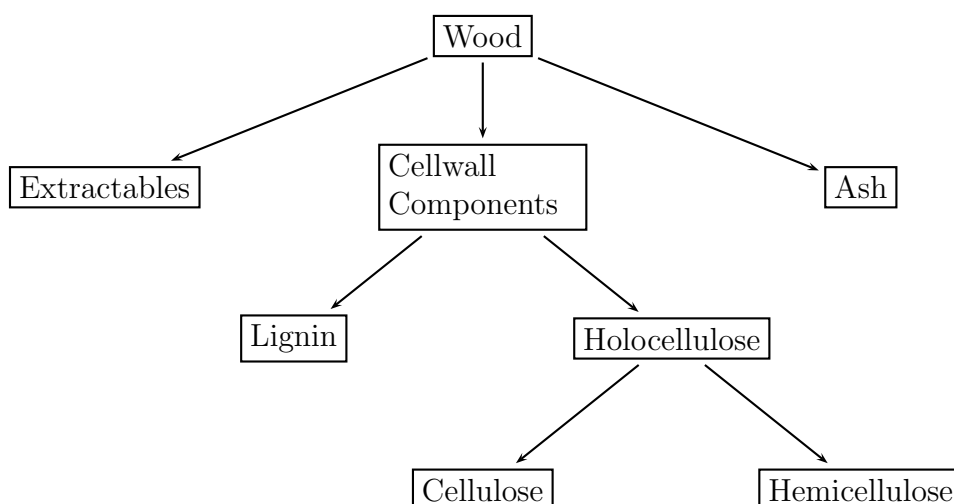 Wood
Extractables
Cellwall
Components
Ash
Lignin
Holocellulose
Cellulose
Hemicellulose